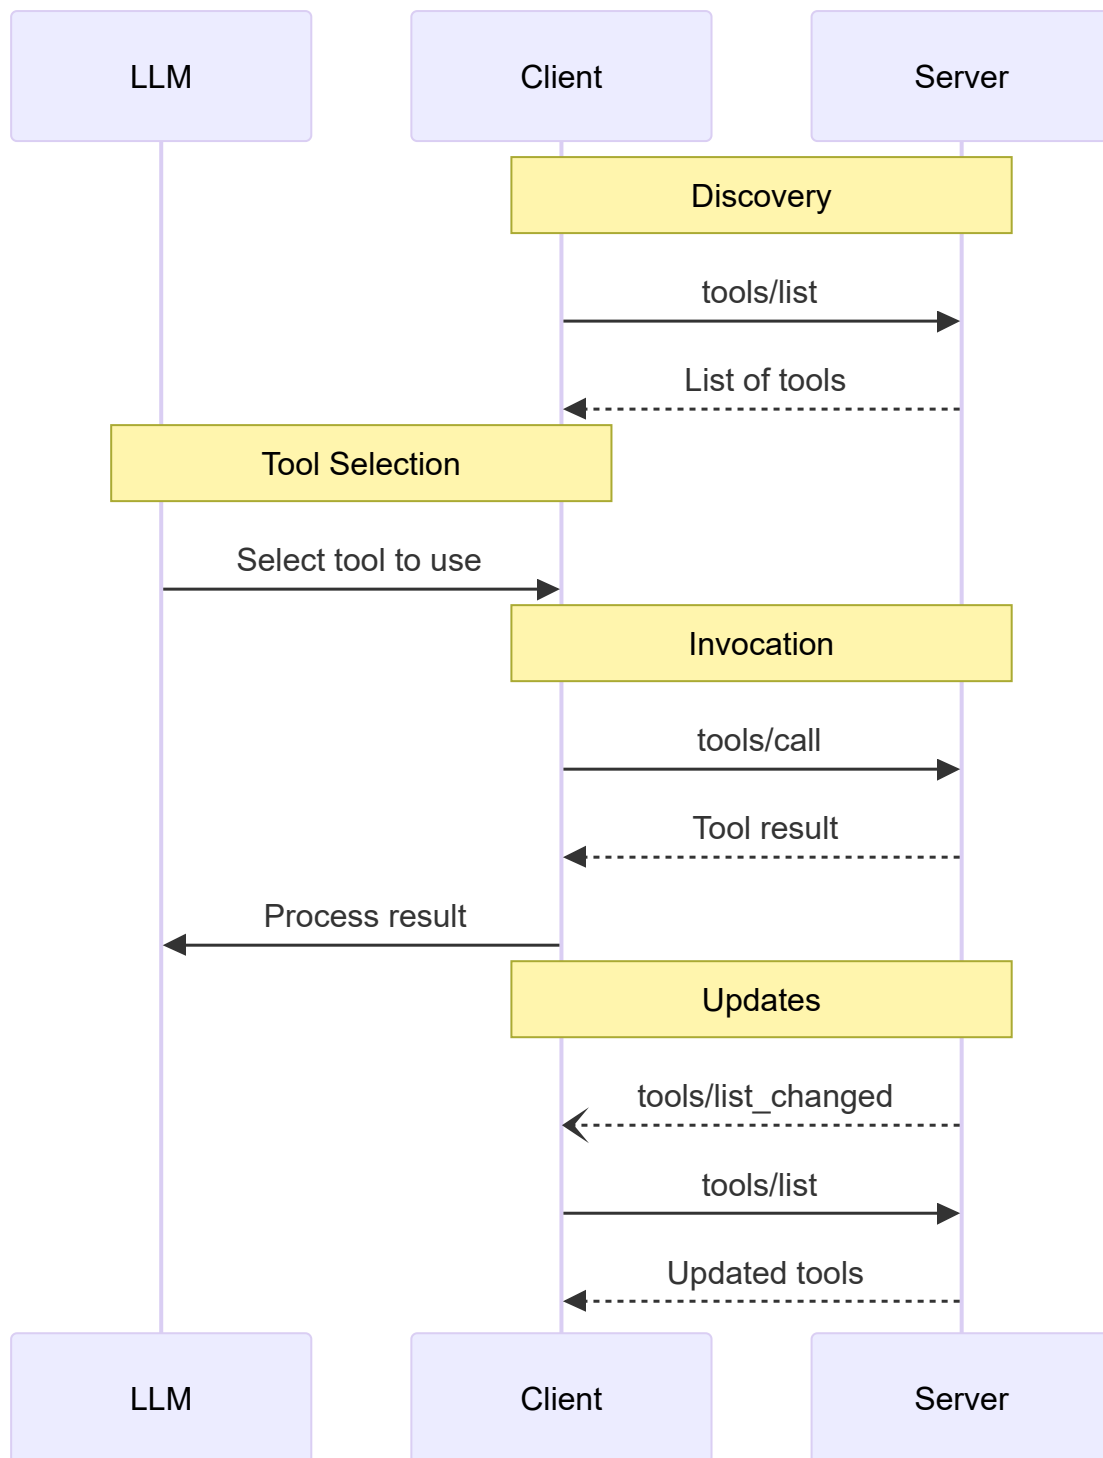 LLM
Client
Server
Discovery
tools/list
List of tools
Tool Selection
Select tool to use
Invocation
tools/call
Tool result
Process result
Updates
tools/list_changed
tools/list
Updated tools
LLM
Client
Server